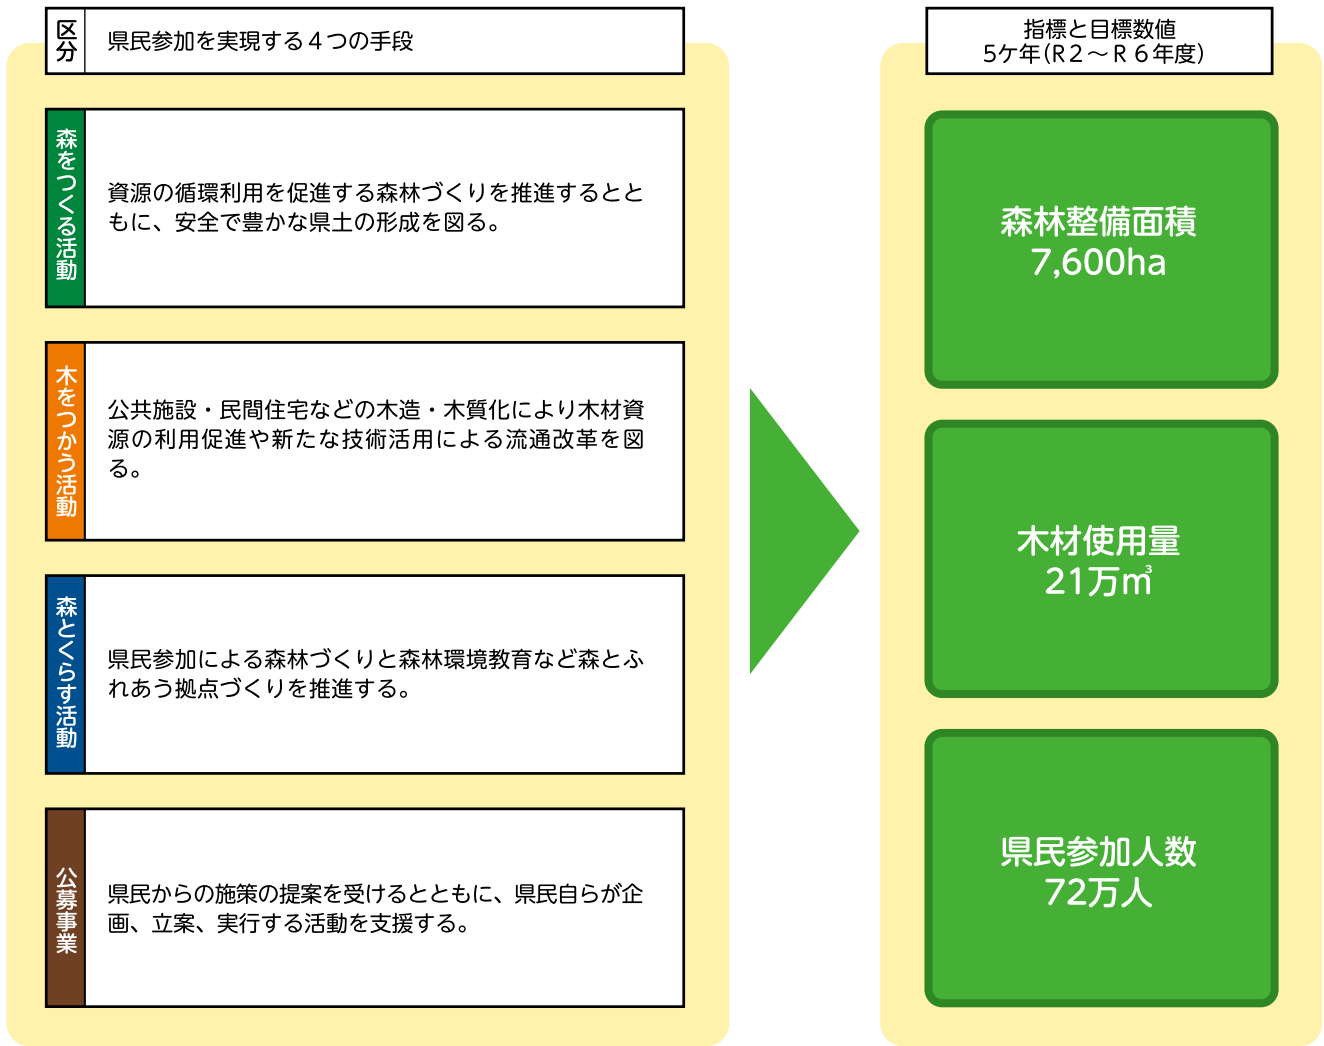 区分
県民参加を実現する４つの手段
森をつくる活動
資源の循環利用を促進する森林づくりを推進するとと
もに、安全で豊かな県土の形成を図る。
木をつかう活動
公共施設・民間住宅などの木造・木質化により木材資
源の利用促進や新たな技術活用による流通改革を図
る。
森とくらす活動
県民参加による森林づくりと森林環境教育など森とふ
れあう拠点づくりを推進する。
公募事業
県民からの施策の提案を受けるとともに、県民自らが企
画、立案、実行する活動を支援する。
指標と目標数値
5ケ年(R２～Ｒ６年度)
森林整備面積
7,600ha
木材使用量
21万㎥
県民参加人数
72万人